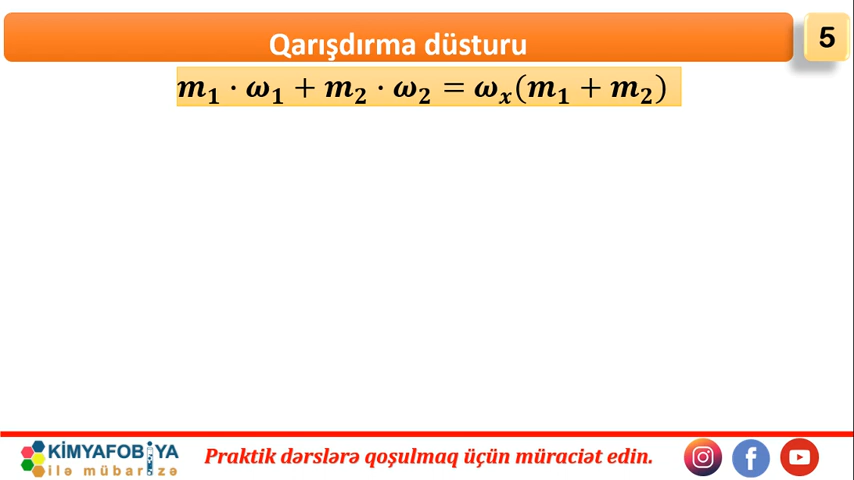 Qarışdırma düsturu
5
m₁ · ω₁ + m₂ · ω₂ = ωₓ(m₁ + m₂)
KİMYAFOBİYA
ilə mübarizə
Praktik dərslərə qoşulmaq üçün müraciət edin.